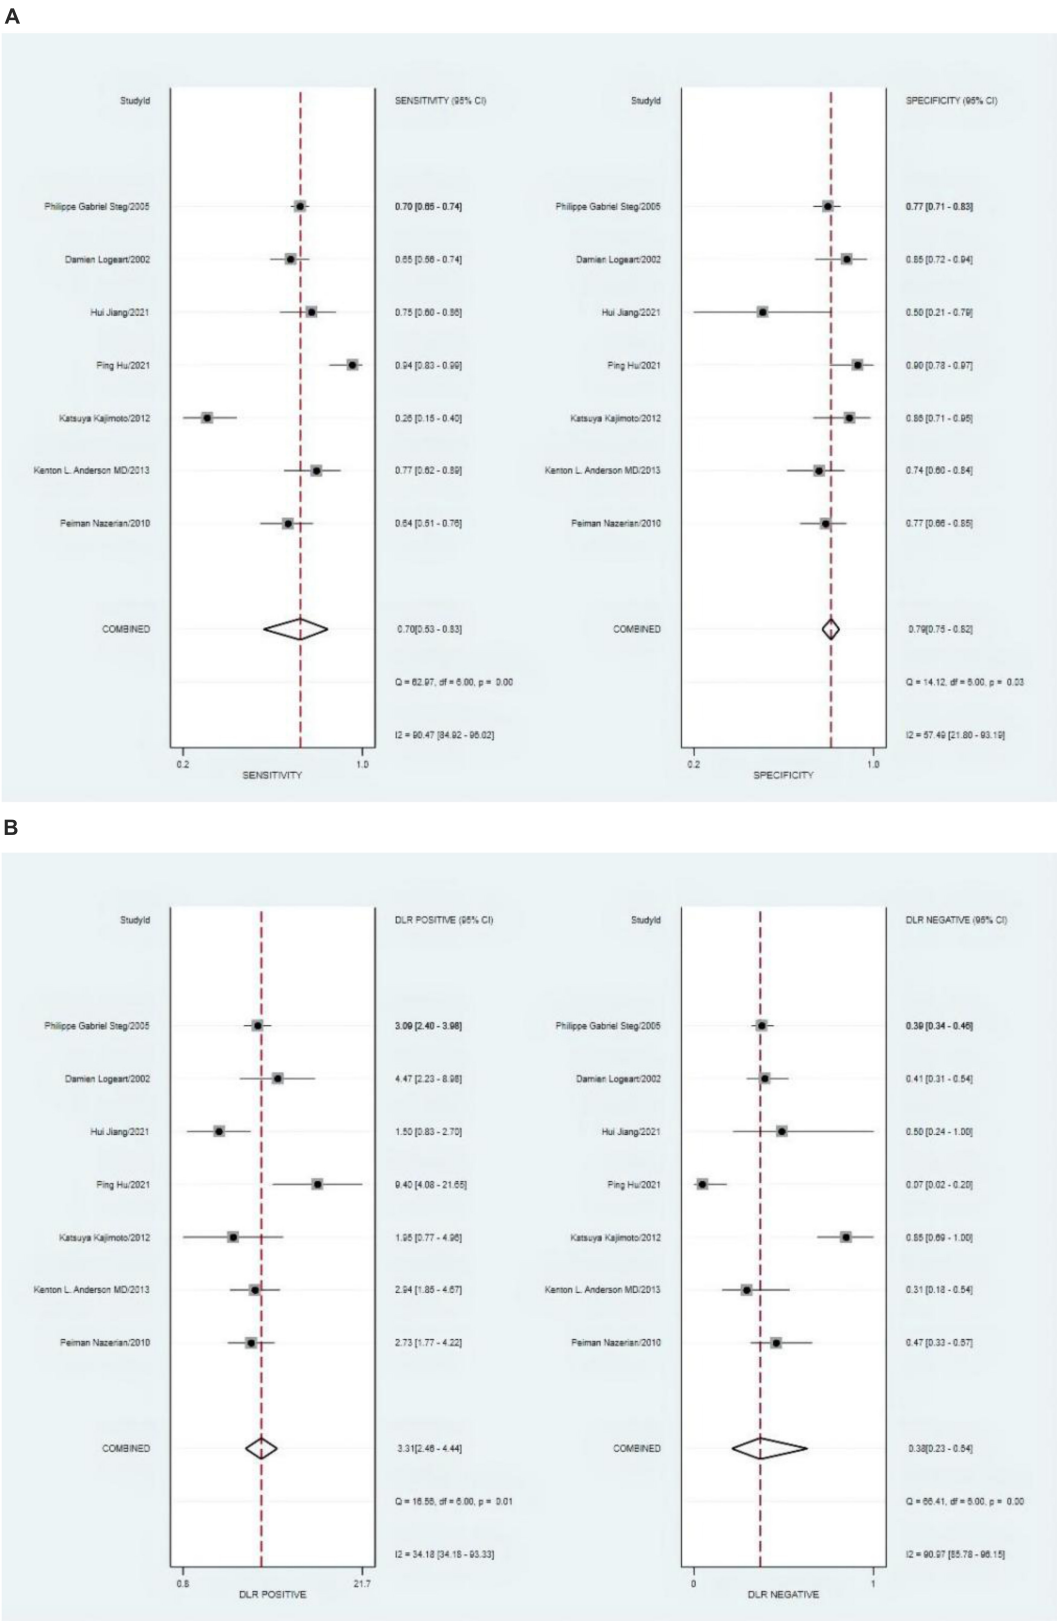 A
StudyId SENSITIVITY (95% CI) StudyId SPECIFICITY (95% CI)
Philippe Gabriel Steg/2005 0.70 [0.65 - 0.74] Philippe Gabriel Steg/2005 0.77 [0.71 - 0.83]
Damien Logeart/2002 0.65 [0.56 - 0.74] Damien Logeart/2002 0.85 [0.72 - 0.94]
Hui Jiang/2021 0.75 [0.60 - 0.86] Hui Jiang/2021 0.50 [0.21 - 0.79]
Ping Hu/2021 0.94 [0.83 - 0.99] Ping Hu/2021 0.90 [0.78 - 0.97]
Katsuya Kajimoto/2012 0.26 [0.15 - 0.40] Katsuya Kajimoto/2012 0.86 [0.71 - 0.95]
Kenton L. Anderson MD/2013 0.77 [0.62 - 0.89] Kenton L. Anderson MD/2013 0.74 [0.60 - 0.84]
Peiman Nazerian/2010 0.64 [0.51 - 0.76] Peiman Nazerian/2010 0.77 [0.66 - 0.85]
COMBINED 0.70[0.53 - 0.83] COMBINED 0.79[0.75 - 0.82]
Q = 62.97, df = 6.00, p = 0.00 Q = 14.12, df = 6.00, p = 0.03
I2 = 90.47 [84.92 - 96.02] I2 = 57.49 [21.80 - 93.19]
0.2 1.0 0.2 1.0
SENSITIVITY SPECIFICITY
B
StudyId DLR POSITIVE (95% CI) StudyId DLR NEGATIVE (95% CI)
Philippe Gabriel Steg/2005 3.09 [2.40 - 3.98] Philippe Gabriel Steg/2005 0.39 [0.34 - 0.46]
Damien Logeart/2002 4.47 [2.23 - 8.98] Damien Logeart/2002 0.41 [0.31 - 0.54]
Hui Jiang/2021 1.50 [0.83 - 2.70] Hui Jiang/2021 0.50 [0.24 - 1.00]
Ping Hu/2021 9.40 [4.08 - 21.65] Ping Hu/2021 0.07 [0.02 - 0.20]
Katsuya Kajimoto/2012 1.95 [0.77 - 4.96] Katsuya Kajimoto/2012 0.85 [0.69 - 1.00]
Kenton L. Anderson MD/2013 2.94 [1.85 - 4.67] Kenton L. Anderson MD/2013 0.31 [0.18 - 0.54]
Peiman Nazerian/2010 2.73 [1.77 - 4.22] Peiman Nazerian/2010 0.47 [0.33 - 0.67]
COMBINED 3.31[2.46 - 4.44] COMBINED 0.38[0.23 - 0.64]
Q = 16.56, df = 6.00, p = 0.01 Q = 66.41, df = 6.00, p = 0.00
I2 = 34.18 [34.18 - 93.33] I2 = 90.97 [85.78 - 96.15]
0.8 21.7 0 1
DLR POSITIVE DLR NEGATIVE